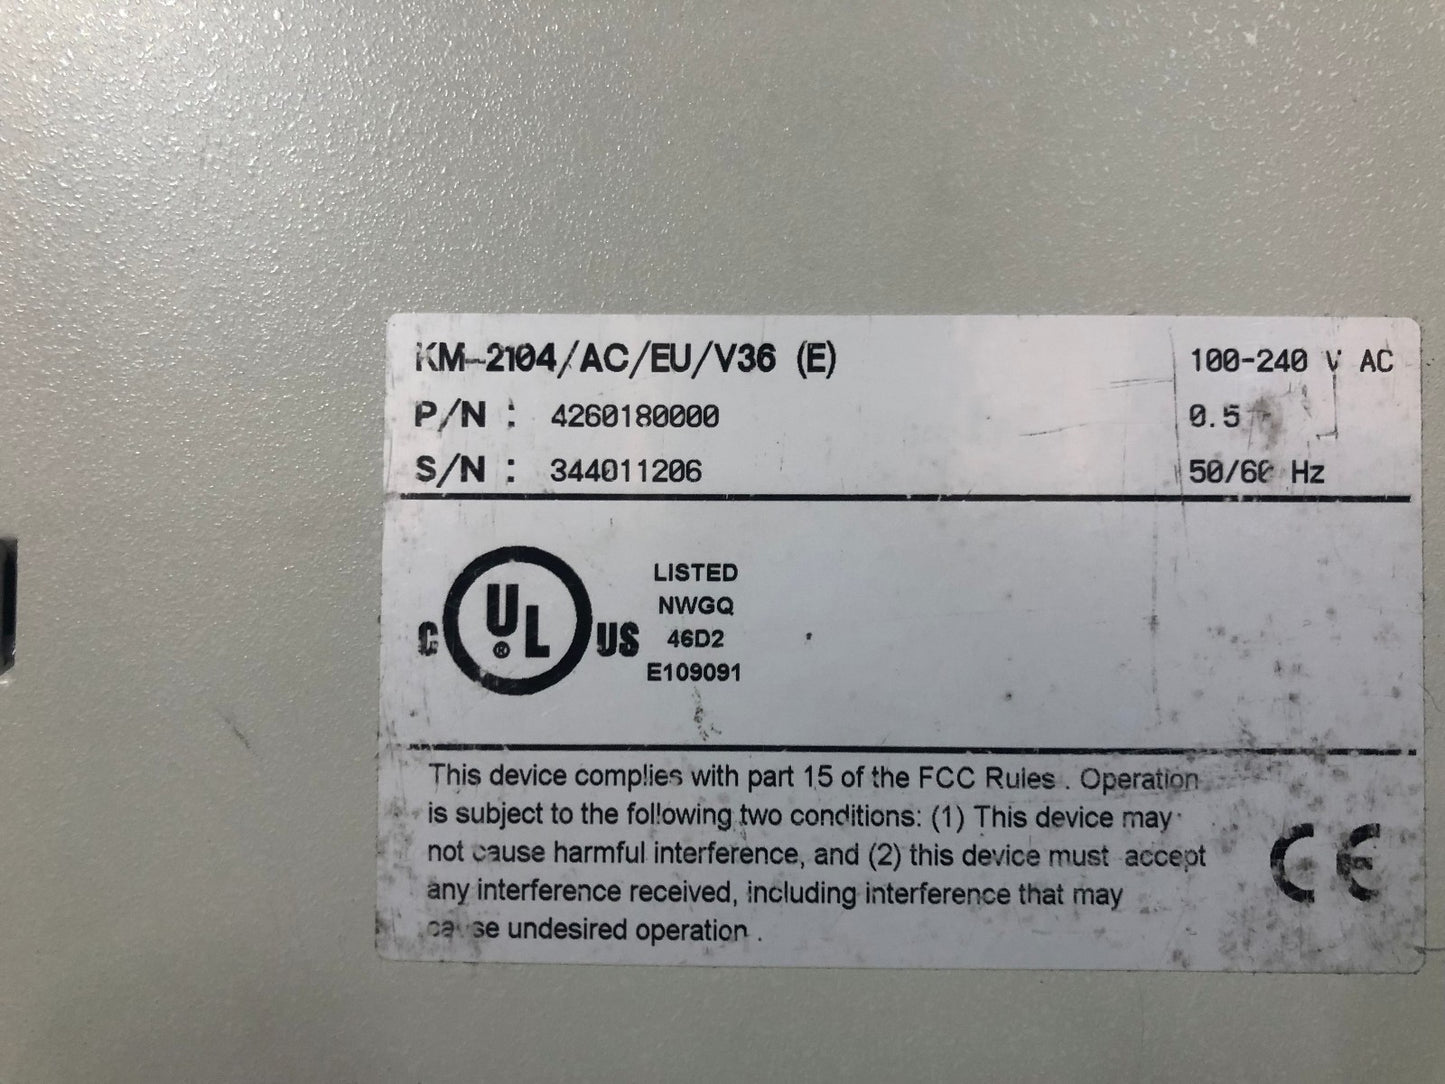 KM-2104/AC/EU/V36 (E) 100-240 V AC
P/N : 4260180000 0.5
S/N : 344011206 50/60 Hz
LISTED
NWGQ
C UL® US 46D2
E109091
This device complies with part 15 of the FCC Rules . Operation
is subject to the following two conditions: (1) This device may
not cause harmful interference, and (2) this device must accept
any interference received, including interference that may
cause undesired operation .
CE